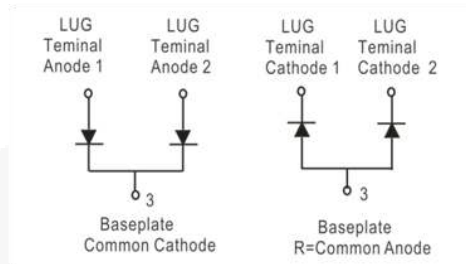 LUG
Teminal
Anode 1
LUG
Teminal
Anode 2
3
Baseplate
Common Cathode
LUG
Teminal
Cathode 1
LUG
Teminal
Cathode 2
3
Baseplate
R=Common Anode